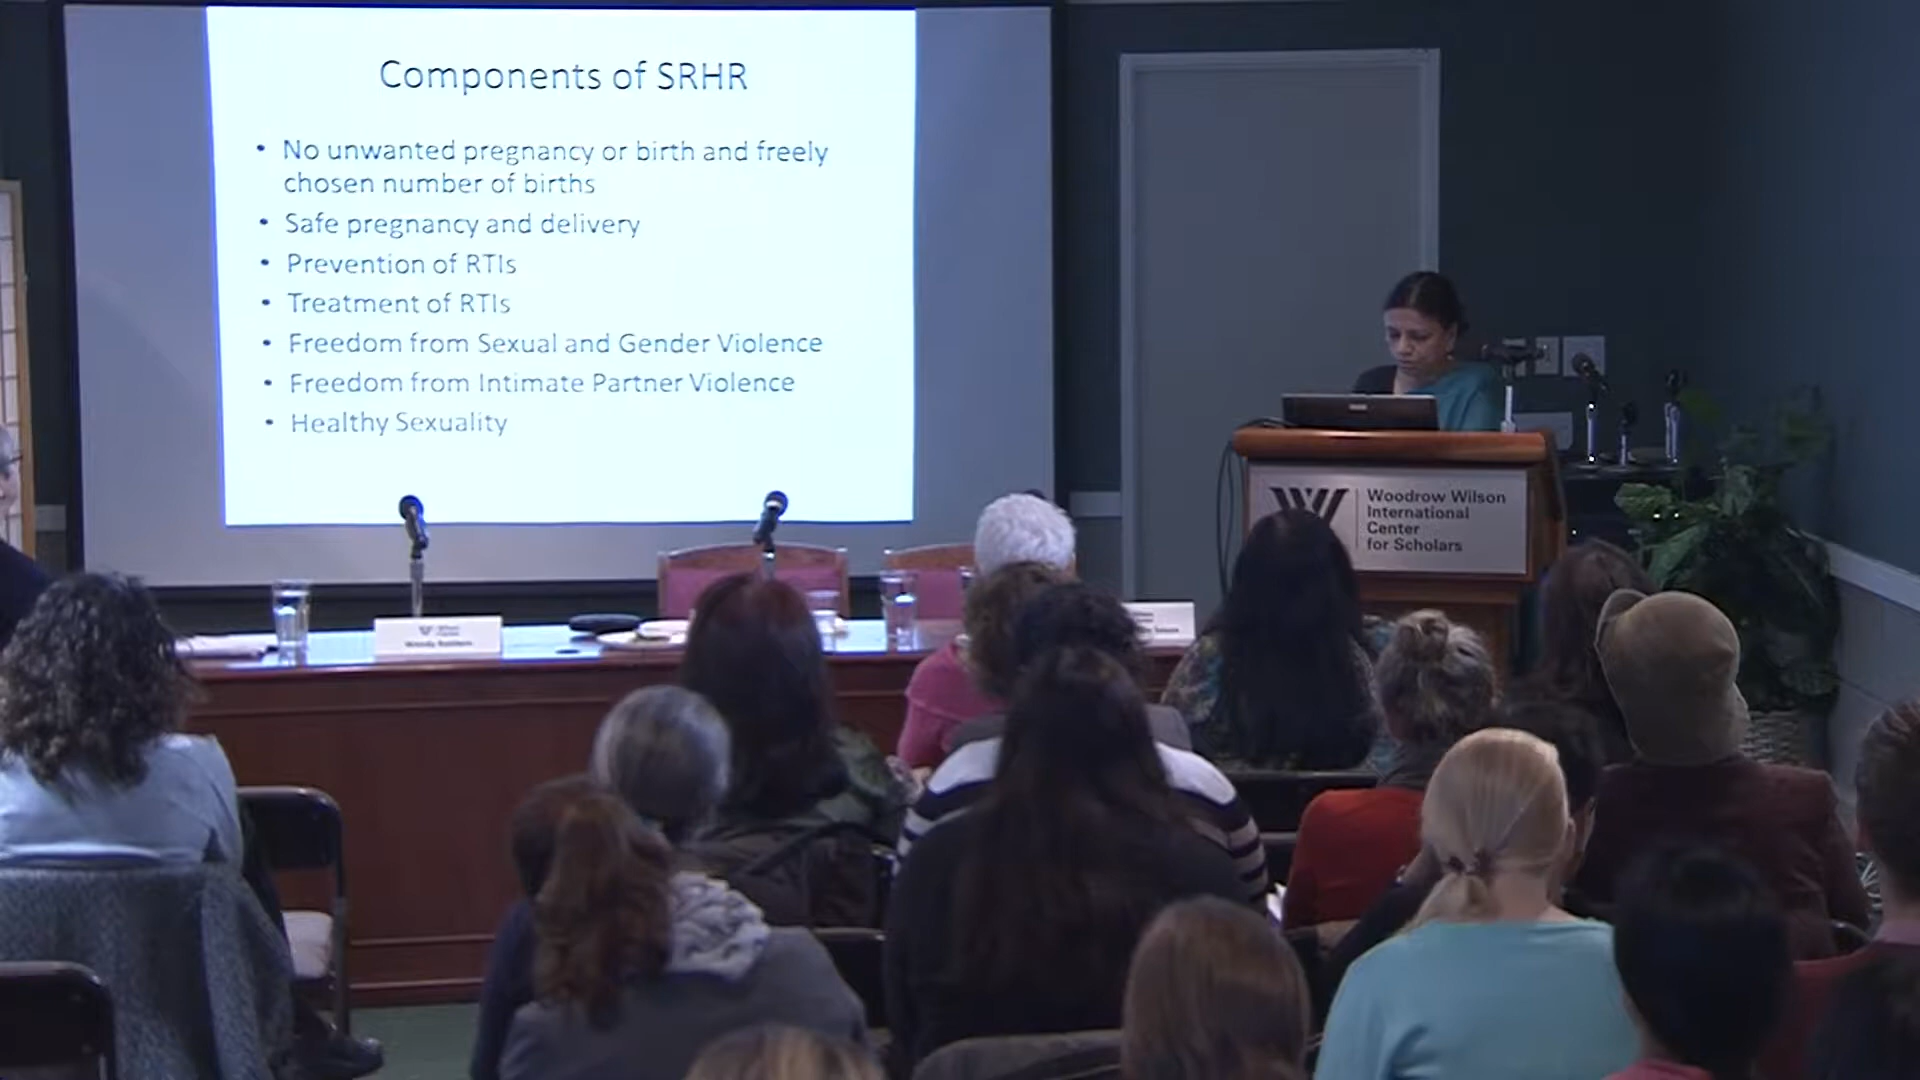 Components of SRHR
• No unwanted pregnancy or birth and freely
chosen number of births
• Safe pregnancy and delivery
• Prevention of RTIs
• Treatment of RTIs
• Freedom from Sexual and Gender Violence
• Freedom from Intimate Partner Violence
• Healthy Sexuality
Woodrow Wilson
International
Center
for Scholars